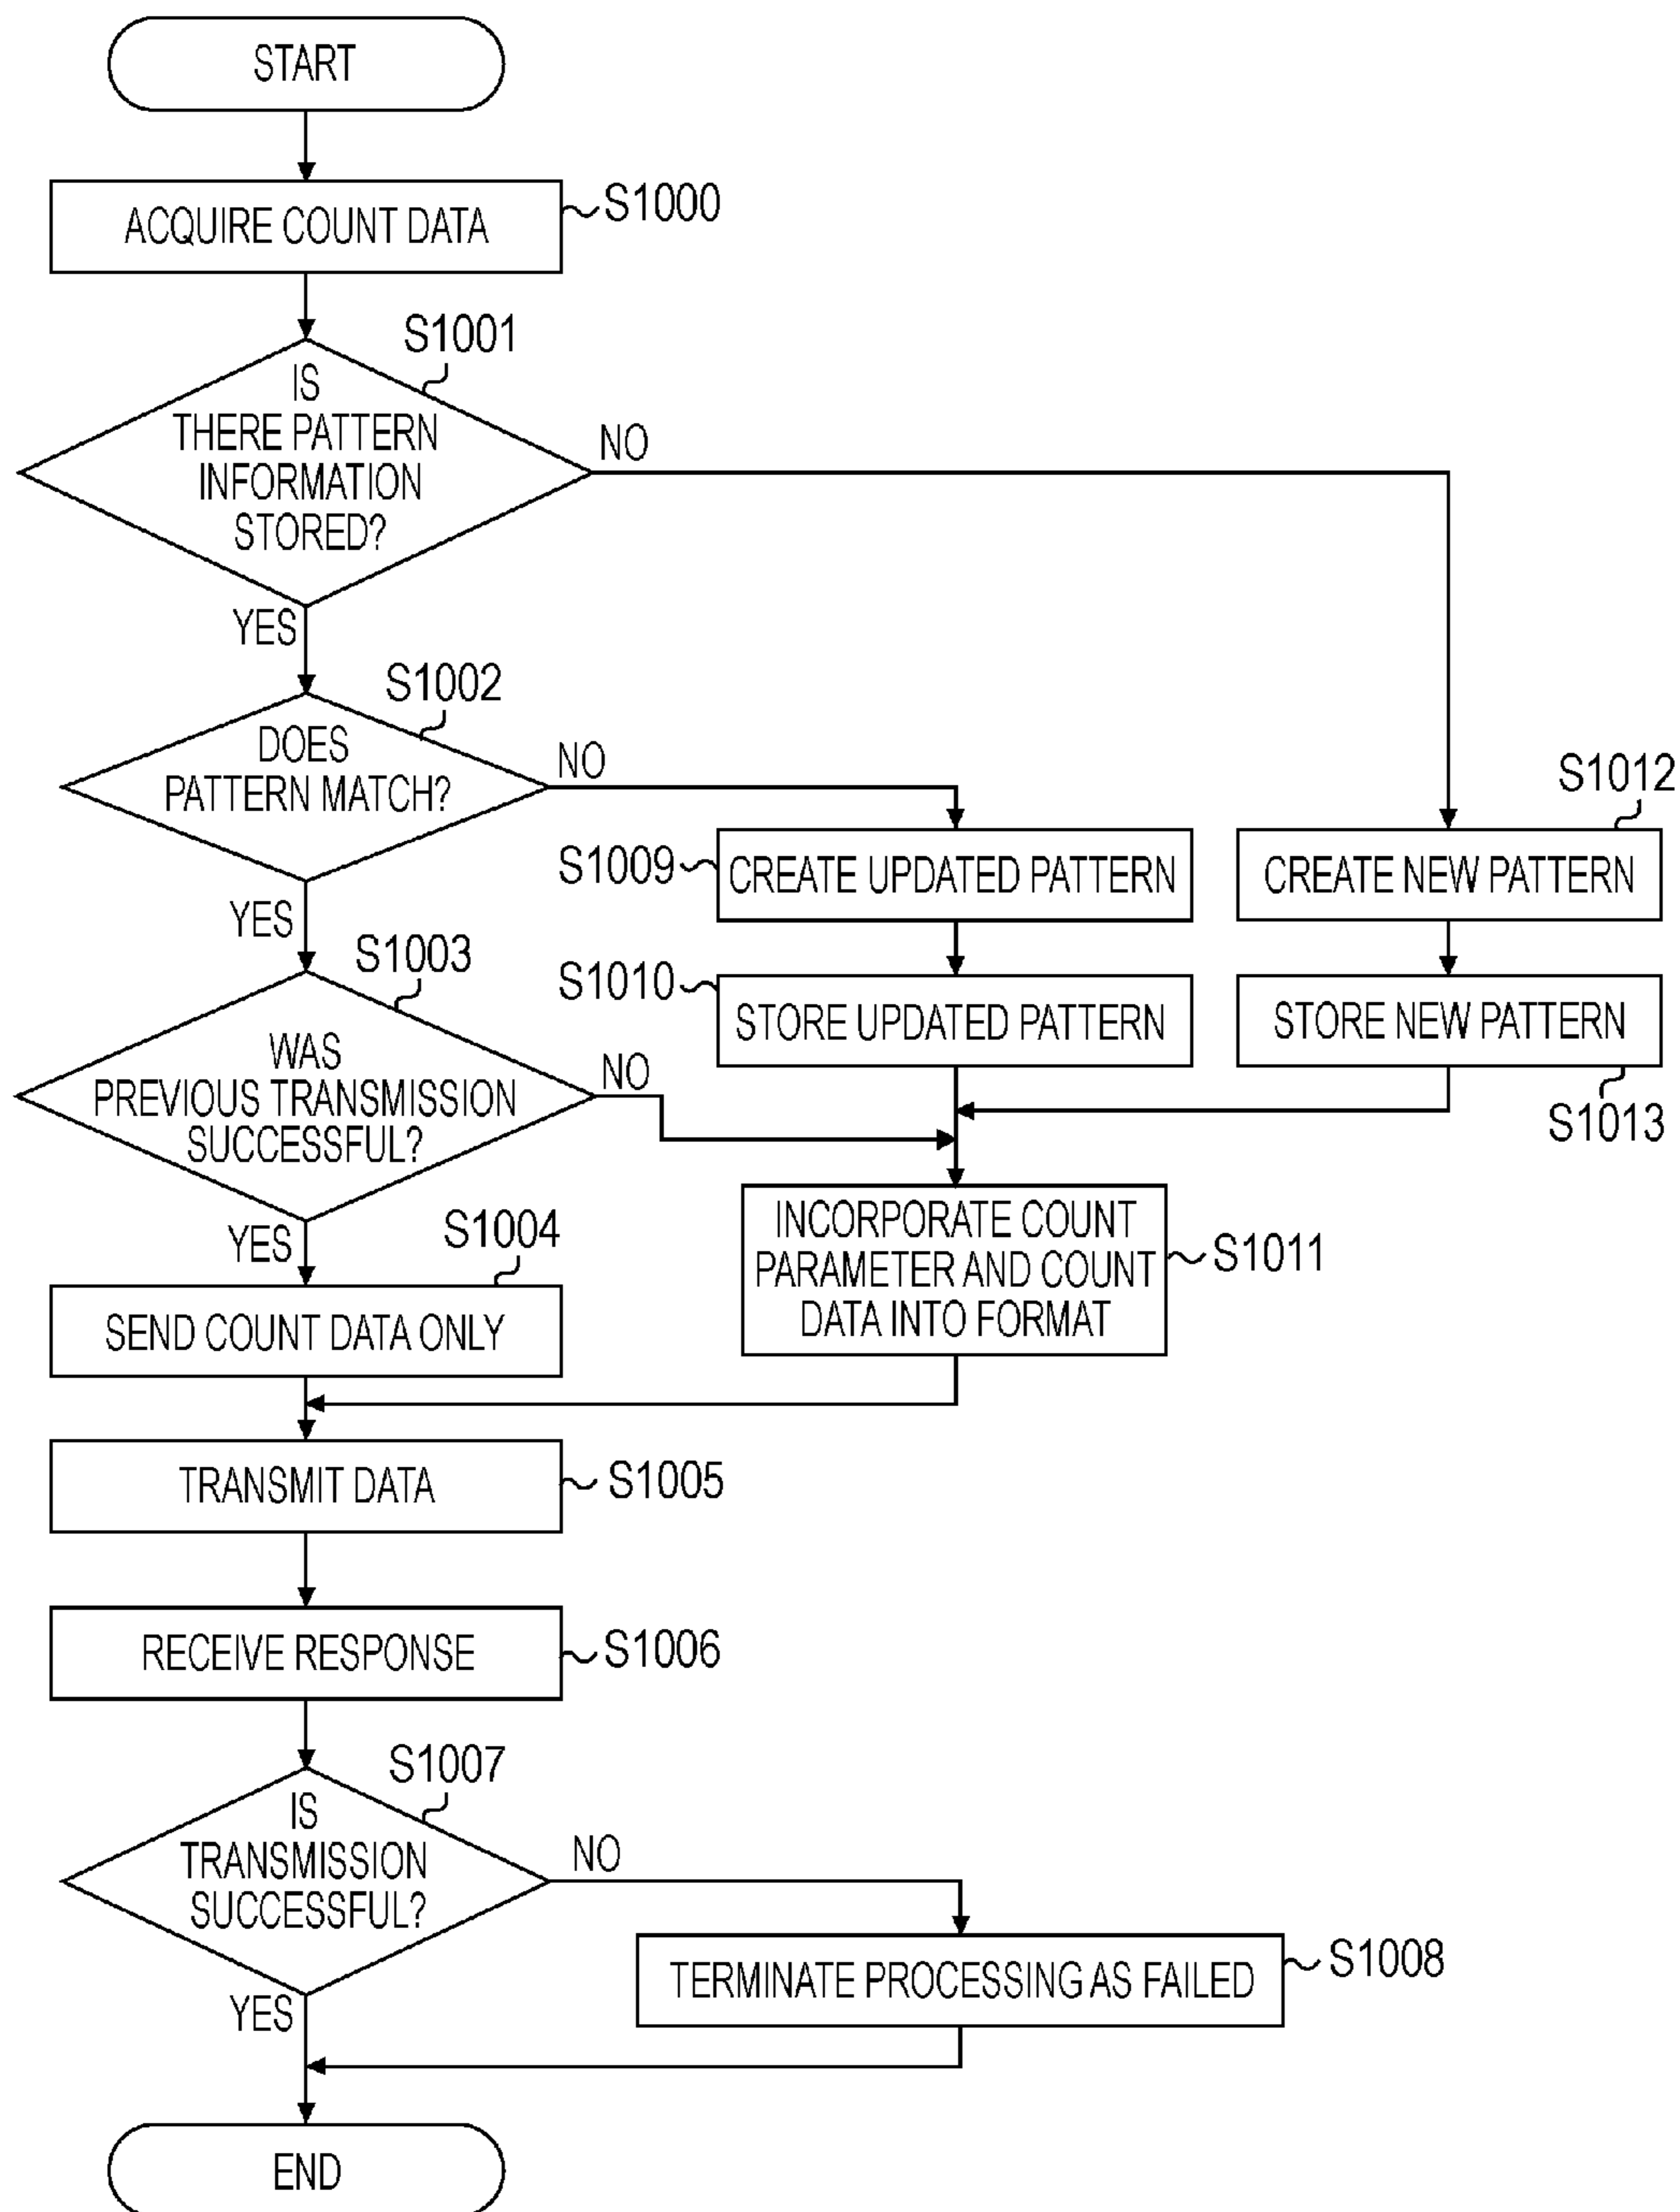 START
ACQUIRE COUNT DATA
S1000
S1001
IS
THERE PATTERN
INFORMATION
STORED?
NO
YES
S1002
DOES
PATTERN MATCH?
NO
YES
S1012
S1009
CREATE UPDATED PATTERN
CREATE NEW PATTERN
S1003
S1010
STORE UPDATED PATTERN
STORE NEW PATTERN
S1013
WAS
PREVIOUS TRANSMISSION
SUCCESSFUL?
NO
YES
S1004
SEND COUNT DATA ONLY
INCORPORATE COUNT
PARAMETER AND COUNT
DATA INTO FORMAT
S1011
TRANSMIT DATA
S1005
RECEIVE RESPONSE
S1006
S1007
IS
TRANSMISSION
SUCCESSFUL?
NO
YES
TERMINATE PROCESSING AS FAILED
S1008
END